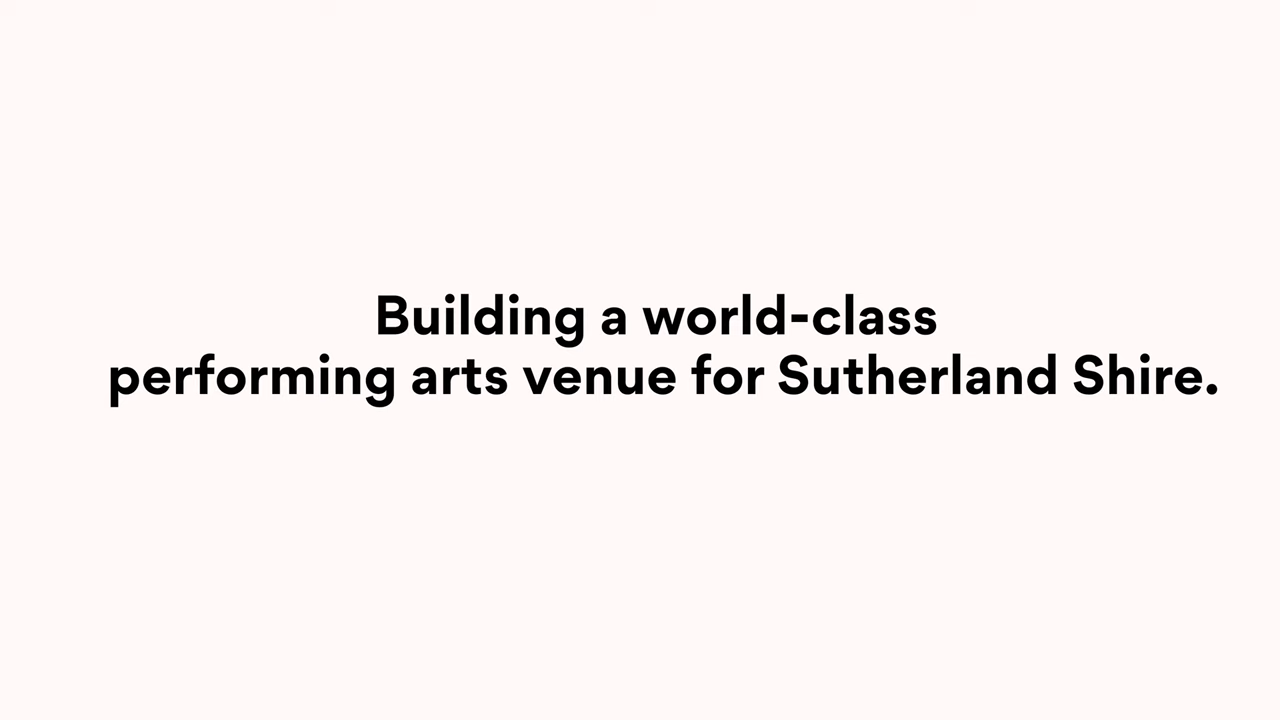 Building a world-class
performing arts venue for Sutherland Shire.